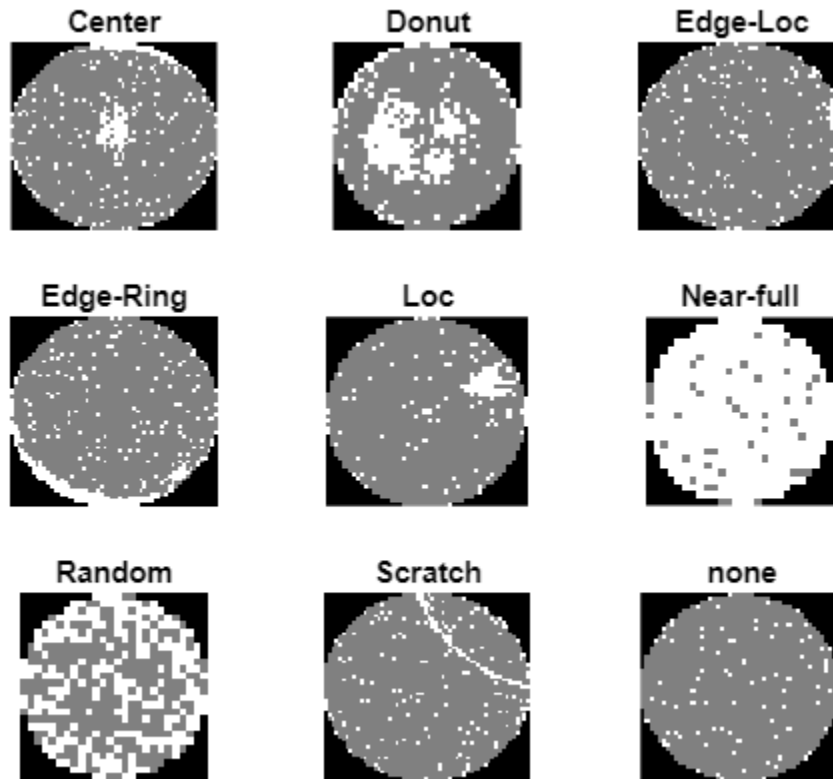 Center
Donut
Edge-Loc
Edge-Ring
Loc
Near-full
Random
Scratch
none